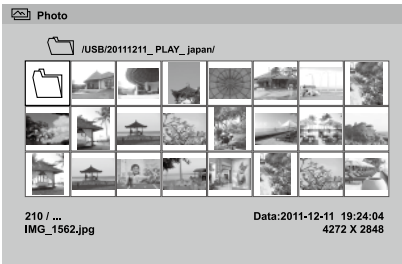 Photo
/USB/20111211_ PLAY_ japan/
210 / ...
Data:2011-12-11 19:24:04
IMG_1562.jpg
4272 X 2848